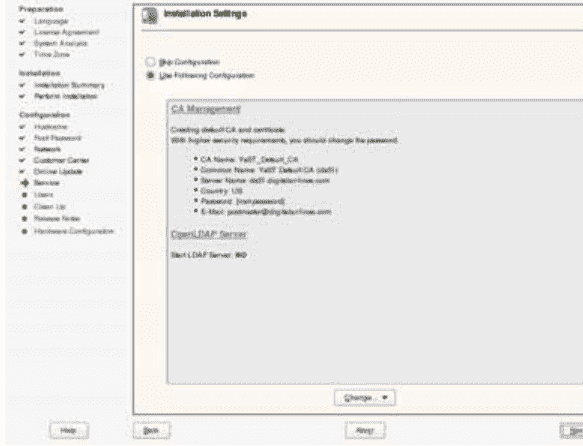 Preparation
Language
License Agreement
System Analysis
Time Zone
Installation
Installation Summary
Perform Installation
Configuration
Hostname
Root Password
Network
Customer Center
Online Update
Service
Users
Clean Up
Release Notes
Hardware Configuration
Installation Settings
Skip Configuration
Use Following Configuration
CA Management
Creating default CA and certificate.
With higher security requirements, you should change the password.
CA Name: YaST_Default_CA
Common Name: YaST Default CA (da01)
Server Name: da01.digitalairlines.com
Country: US
Password: [root password]
E-Mail: postmaster@digitalairlines.com
OpenLDAP Server
Start LDAP Server: NO
Change...
Help
Back
Abort